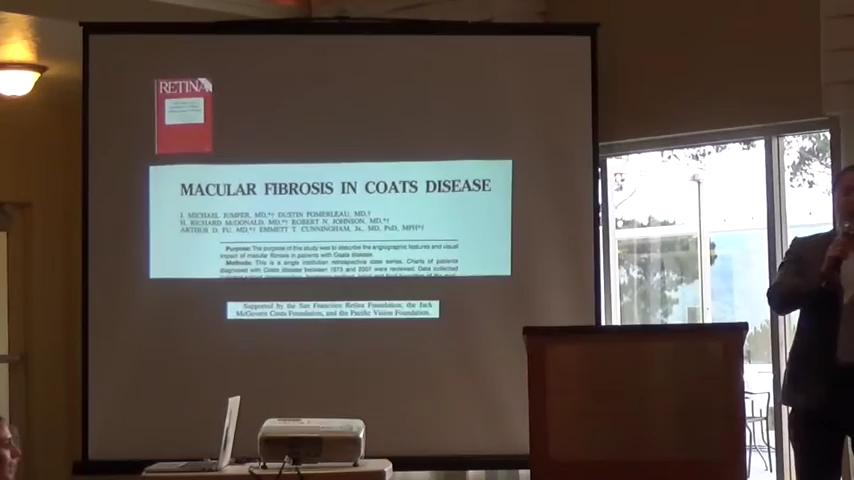 RETINA
MACULAR FIBROSIS IN COATS DISEASE
J. MICHAEL JUMPER, MD,*† DUSTIN POMERLEAU, MD,†
H. RICHARD McDONALD, MD,*† ROBERT N. JOHNSON, MD,*†
ARTHUR D. FU, MD,*† EMMETT T. CUNNINGHAM, JR., MD, PhD, MPH*†
Purpose: The purpose of this study was to describe the angiographic features and visual
impact of macular fibrosis in patients with Coats disease.
Methods: This is a single institution retrospective case series. Charts of patients
diagnosed with Coats disease between 1973 and 2007 were reviewed. Data collected
Supported by the San Francisco Retina Foundation, the Jack
McGovern Coats Foundation, and the Pacific Vision Foundation.